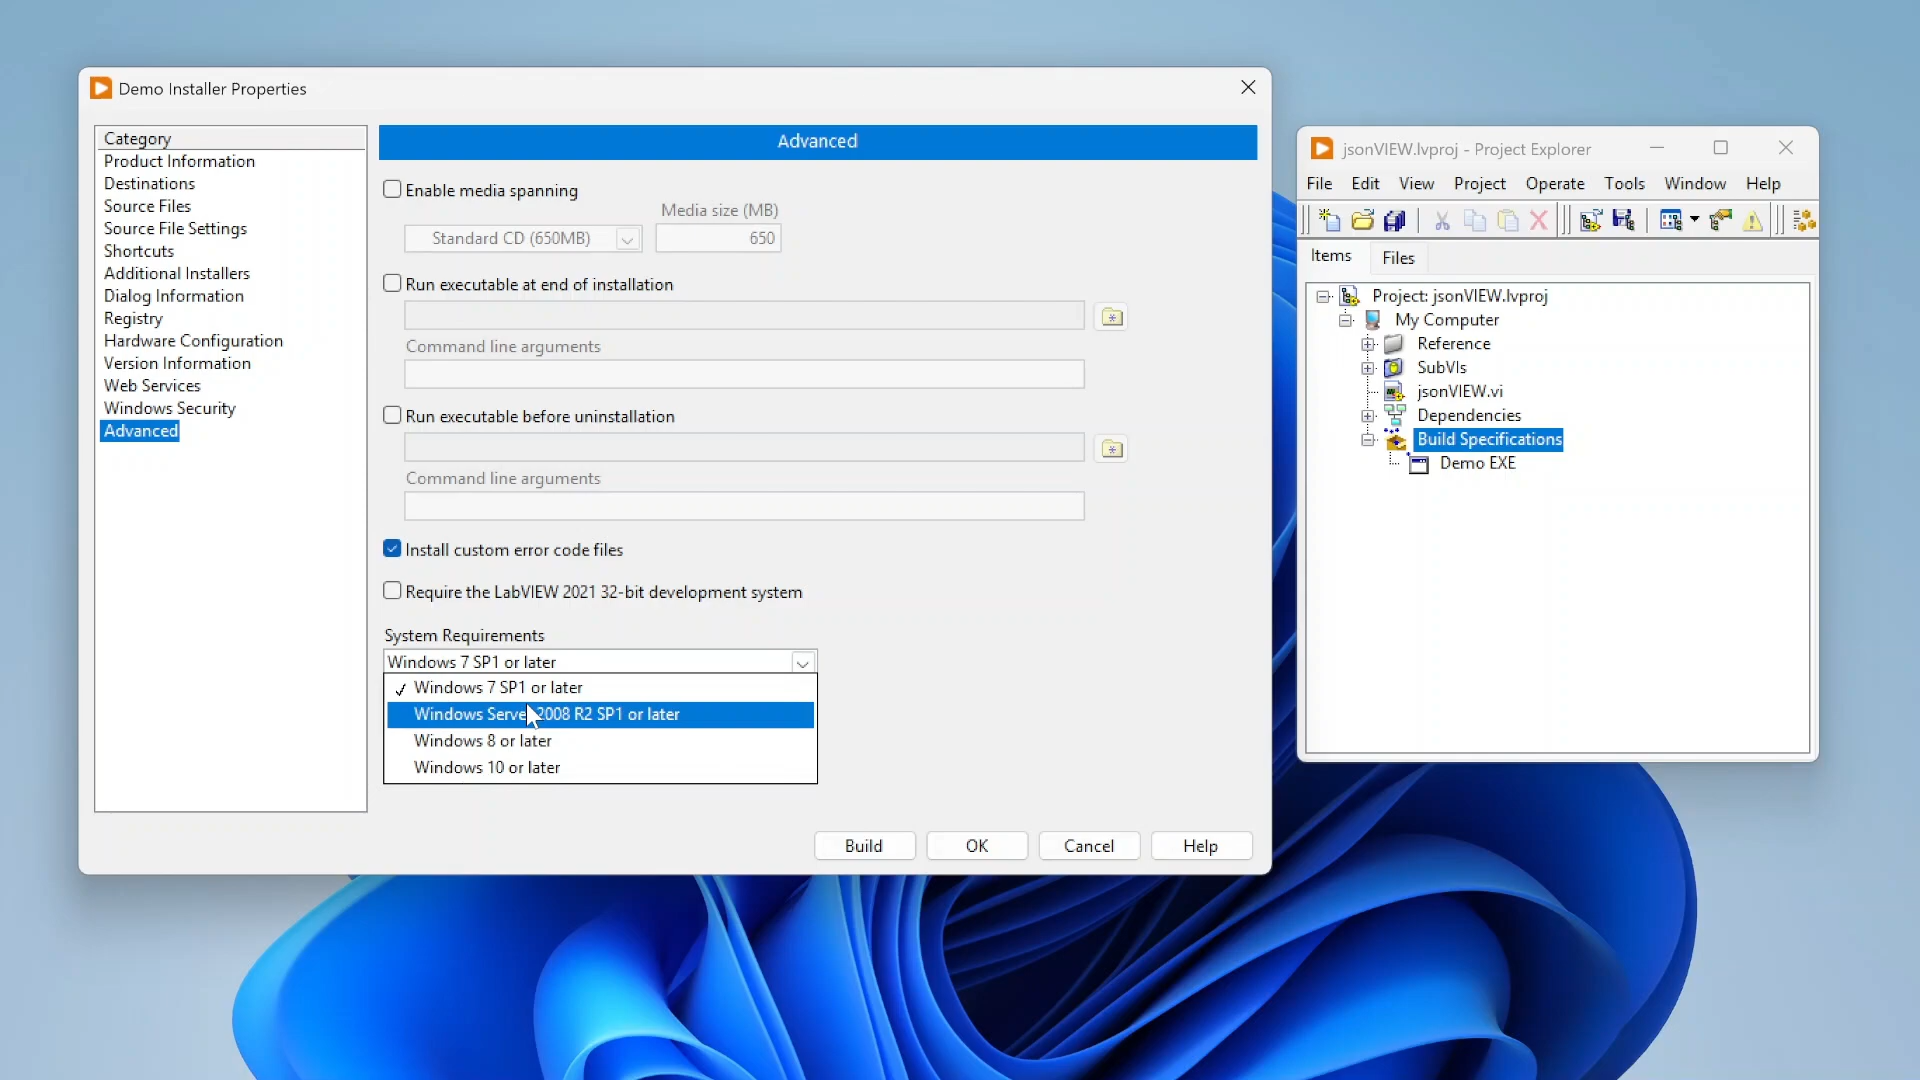 Demo Installer Properties
Category
Product Information
Destinations
Source Files
Source File Settings
Shortcuts
Additional Installers
Dialog Information
Registry
Hardware Configuration
Version Information
Web Services
Windows Security
Advanced
Advanced
Enable media spanning
Media size (MB)
Standard CD (650MB)
650
Run executable at end of installation
Command line arguments
Run executable before uninstallation
Command line arguments
Install custom error code files
Require the LabVIEW 2021 32-bit development system
System Requirements
Windows 7 SP1 or later
Windows 7 SP1 or later
Windows Server 2008 R2 SP1 or later
Windows 8 or later
Windows 10 or later
Build
OK
Cancel
Help
jsonVIEW.lvproj - Project Explorer
File Edit View Project Operate Tools Window Help
Items
Files
Project: jsonVIEW.lvproj
My Computer
Reference
SubVIs
jsonVIEW.vi
Dependencies
Build Specifications
Demo EXE